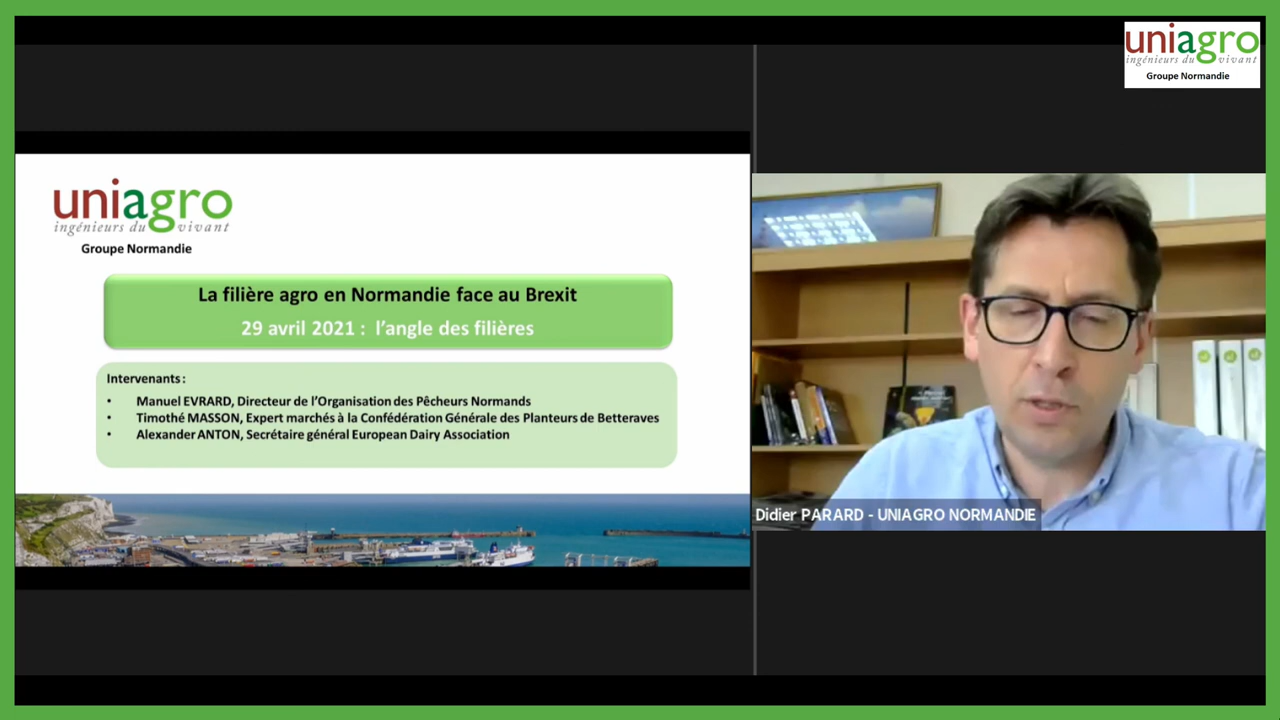 uniagro
ingénieurs du vivant
Groupe Normandie
uniagro
ingénieurs du vivant
Groupe Normandie
La filière agro en Normandie face au Brexit
29 avril 2021 : l'angle des filières
Intervenants :
• Manuel EVRARD, Directeur de l'Organisation des Pêcheurs Normands
• Timothé MASSON, Expert marchés à la Confédération Générale des Planteurs de Betteraves
• Alexander ANTON, Secrétaire général European Dairy Association
Didier PARARD - UNIAGRO NORMANDIE